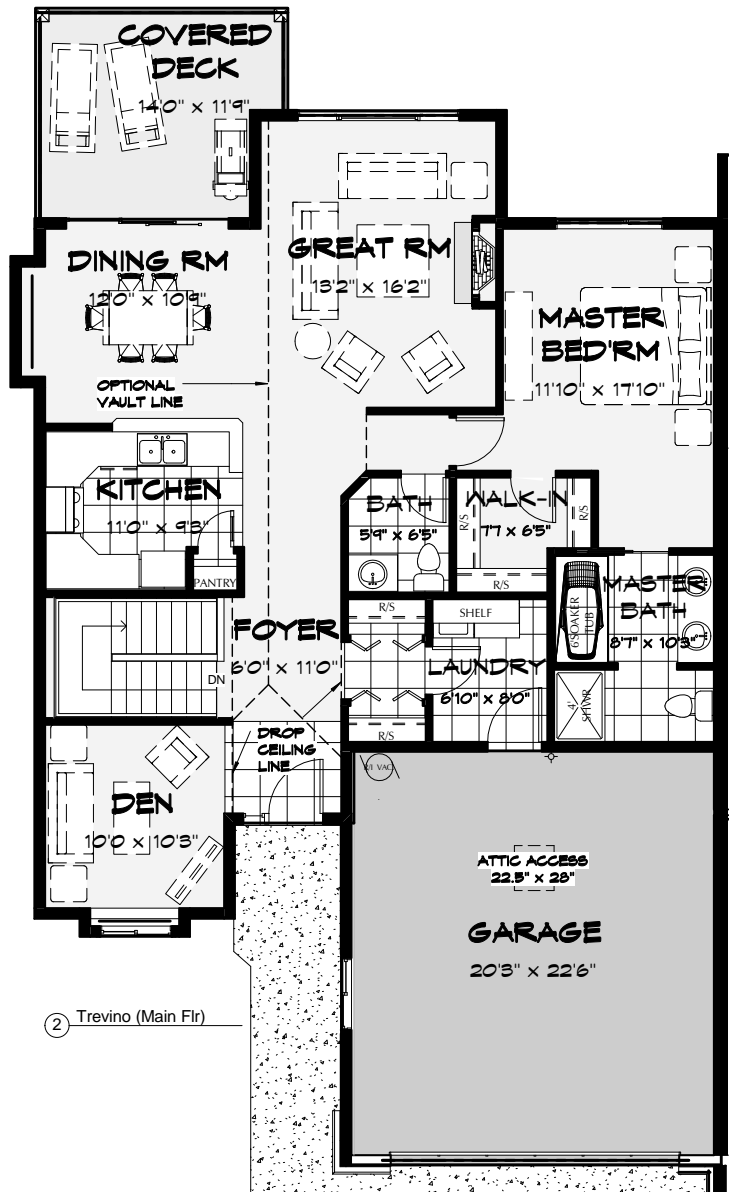 COVERED
DECK
14'0" x 11'9"
DINING RM
12'0" x 10'9"
GREAT RM
13'2" x 16'2"
MASTER
BED'RM
11'10" x 17'10"
OPTIONAL
VAULT LINE
KITCHEN
11'0" x 9'3"
PANTRY
BATH
5'9" x 6'5"
WALK-IN
7'7 x 6'5"
R/S
R/S
R/S
MASTER
BATH
8'7" x 10'3"
6' SOAKER
TUB
4'
SHWR
FOYER
6'0" x 11'0"
DN
R/S
R/S
SHELF
LAUNDRY
6'10" x 8'0"
DROP
CEILING
LINE
DEN
10'0 x 10'3"
R/I VAC
ATTIC ACCESS
22.5" x 28"
GARAGE
20'3" x 22'6"
2 Trevino (Main Flr)